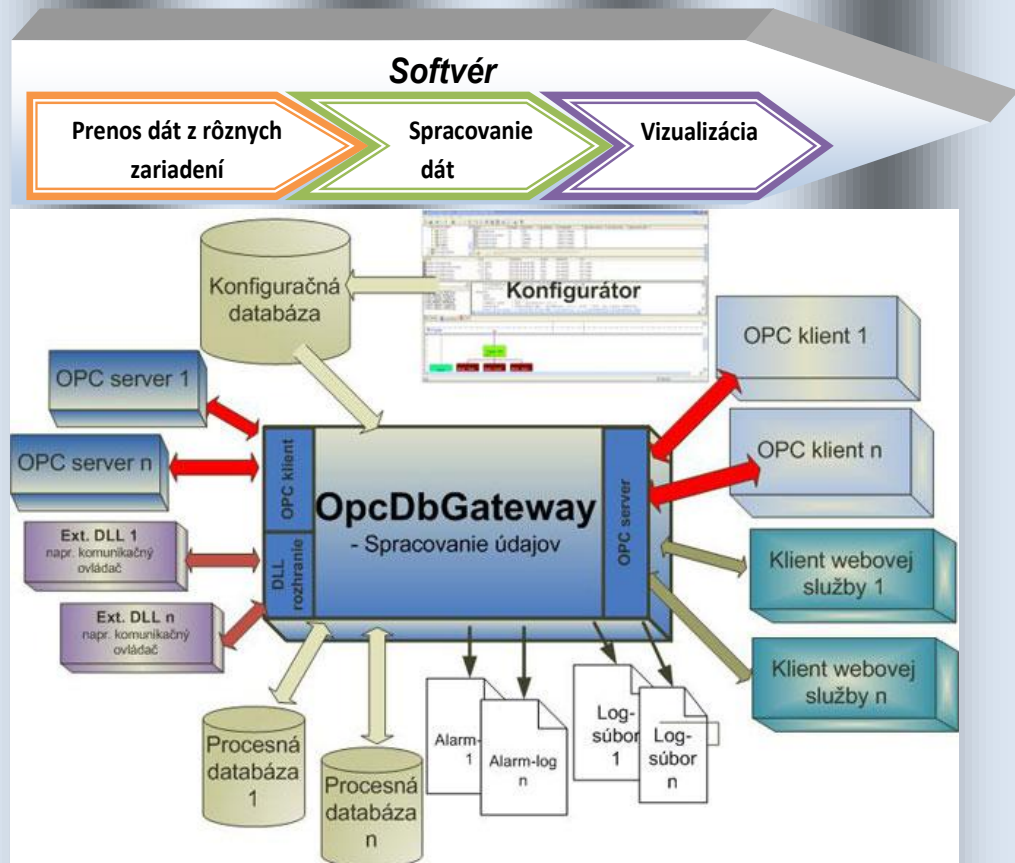 Softvér
Prenos dát z rôznych
zariadení
Spracovanie
dát
Vizualizácia
Konfiguračná
databáza
Konfigurátor
OPC klient 1
OPC server 1
OPC klient n
OPC server n
OPC klient
OpcDbGateway
- Spracovanie údajov
OPC server
DLL
rozhranie
Ext. DLL 1
napr. komunikačný
ovládač
Ext. DLL n
napr. komunikačný
ovládač
Klient webovej
služby 1
Klient webovej
služby n
Procesná
databáza
1
Procesná
databáza
n
Alarm-
1
Alarm-log
n
Log-
súbor
1
Log-
súbor
n